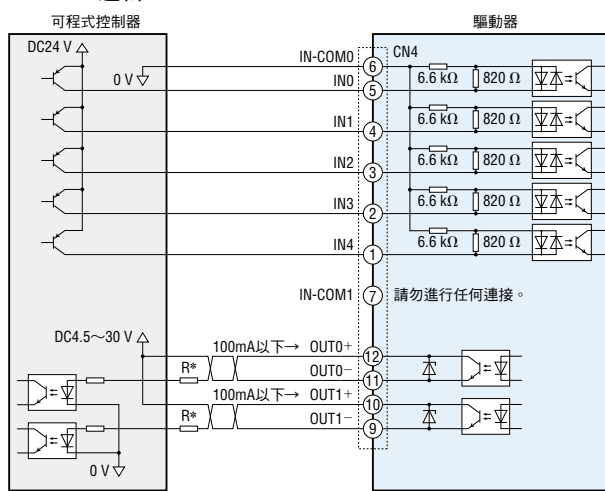 可程式控制器
驅動器
DC24 V
0 V
IN-COM0
CN4
6
6.6 kΩ
820 Ω
IN0
5
IN1
4
6.6 kΩ
820 Ω
IN2
3
6.6 kΩ
820 Ω
IN3
2
6.6 kΩ
820 Ω
IN4
1
6.6 kΩ
820 Ω
IN-COM1
7
請勿進行任何連接。
DC4.5~30 V
100mA以下→ OUT0+
12
R*
OUT0−
11
100mA以下→ OUT1+
10
R*
OUT1−
9
0 V